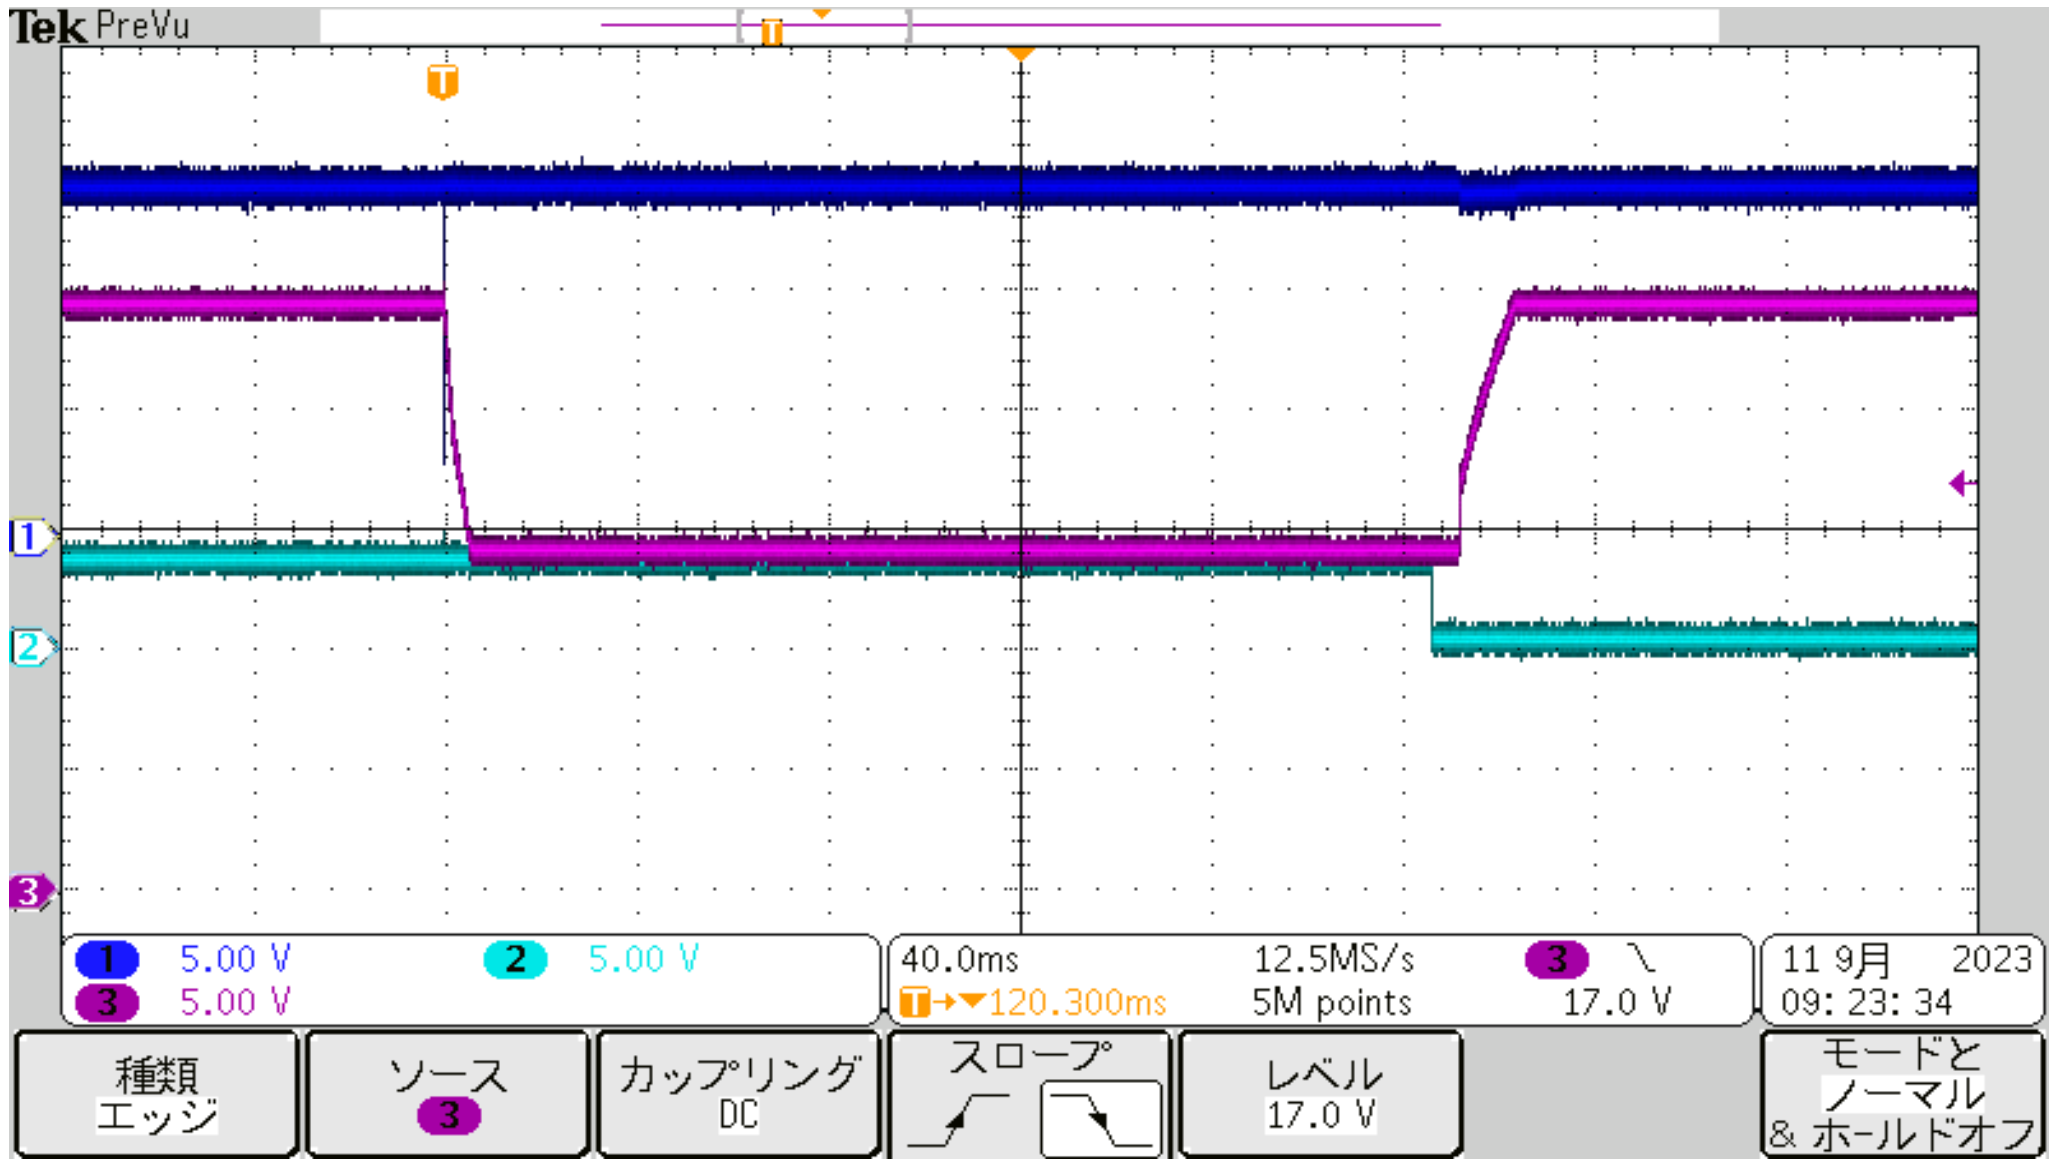 Tek PreVu
T
T
1
2
3
1 5.00 V 2 5.00 V
3 5.00 V
40.0ms 12.5MS/s 3
T→▼120.300ms 5M points 17.0 V
11 9月 2023
09:23:34
種類
エッジ
ソース
3
カップリング
DC
スロープ
レベル
17.0 V
モードと
ノーマル
& ホールドオフ